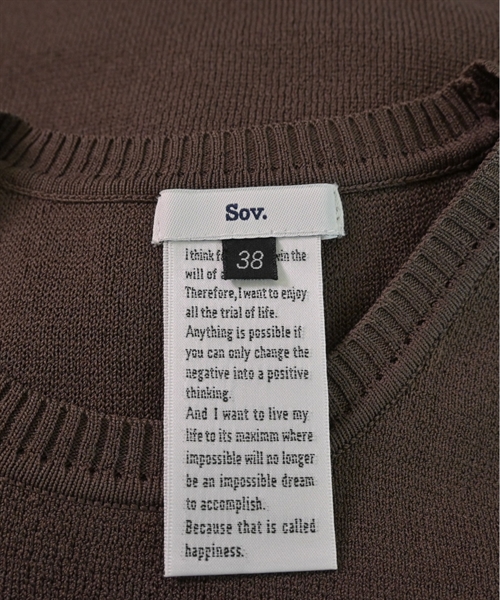 Sov.
38
I think in the
will of a
Therefore, I want to enjoy
all the trial of life.
Anything is possible if
you can only change the
negative into a positive
thinking.
And I want to live my
life to its maximm where
impossible will no longer
be an impossible dream
to accomplish.
Because that is called
happiness.